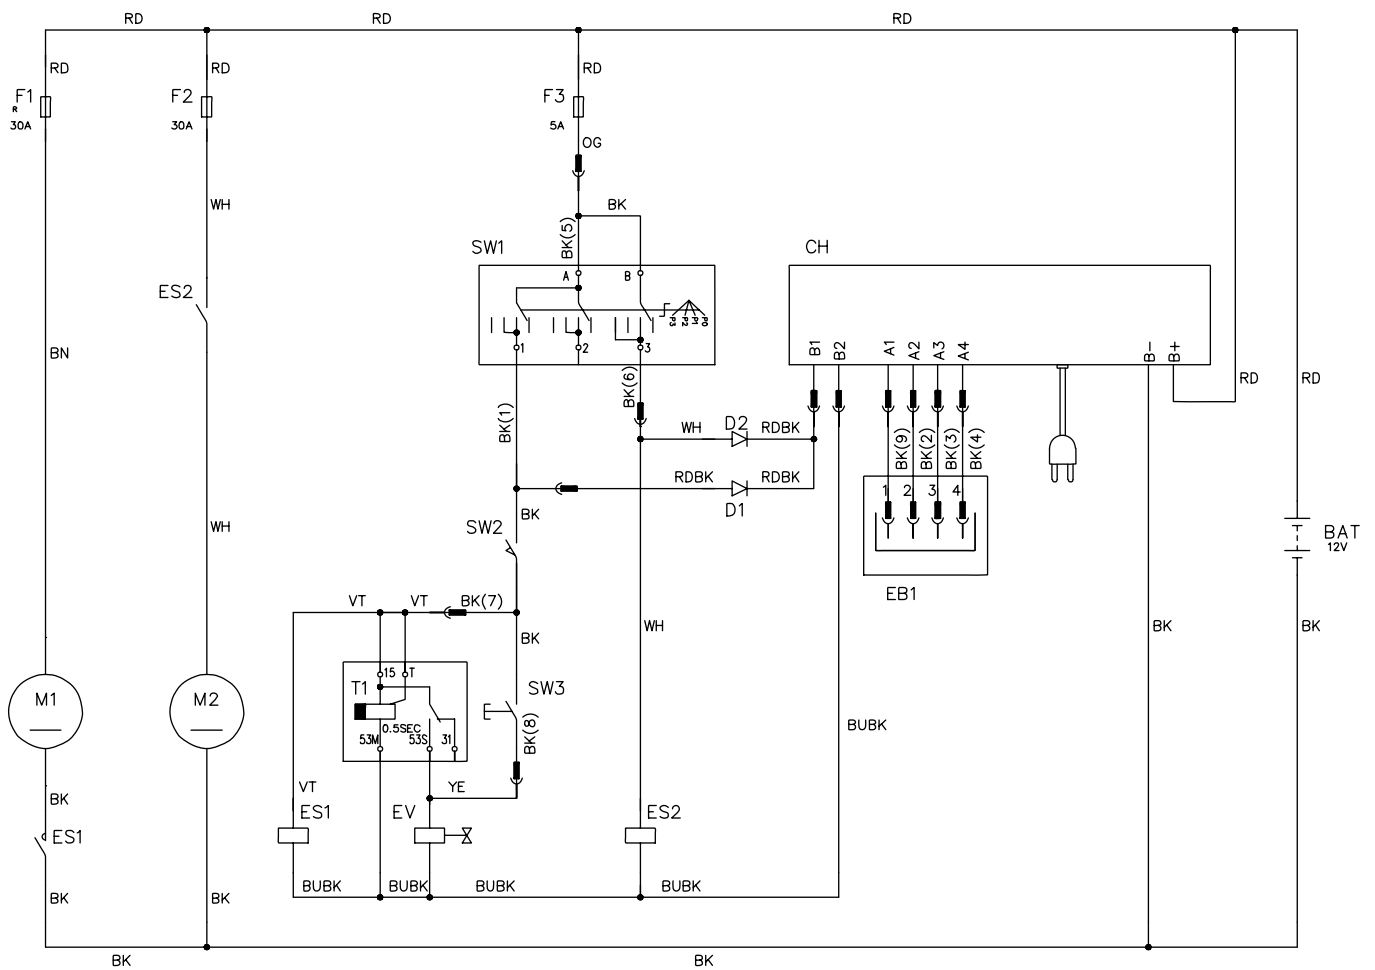 RD RD RD
RD RD RD
F1 F2 F3
R
30A 30A 5A
OG
WH BK
BK(5)
SW1 CH
A B
ES2
P3 P2 P1 P0
1 2 3
B1 B2 A1 A2 A3 A4 B- B+
BN
RD RD
BK(6)
BK(1)
WH D2 RDBK
BK(9) BK(2) BK(3) BK(4)
RDBK RDBK
1 2 3 4
D1
BK
WH SW2 BAT
12V
EB1
VT VT BK(7)
BK WH BK BK
15 T
M1 M2 T1 SW3
0.5SEC
BK(8)
BUBK
53M 53S 31
VT YE
BK
ES1 EV ES2
ES1
BUBK BUBK BUBK BUBK
BK BK
BK BK